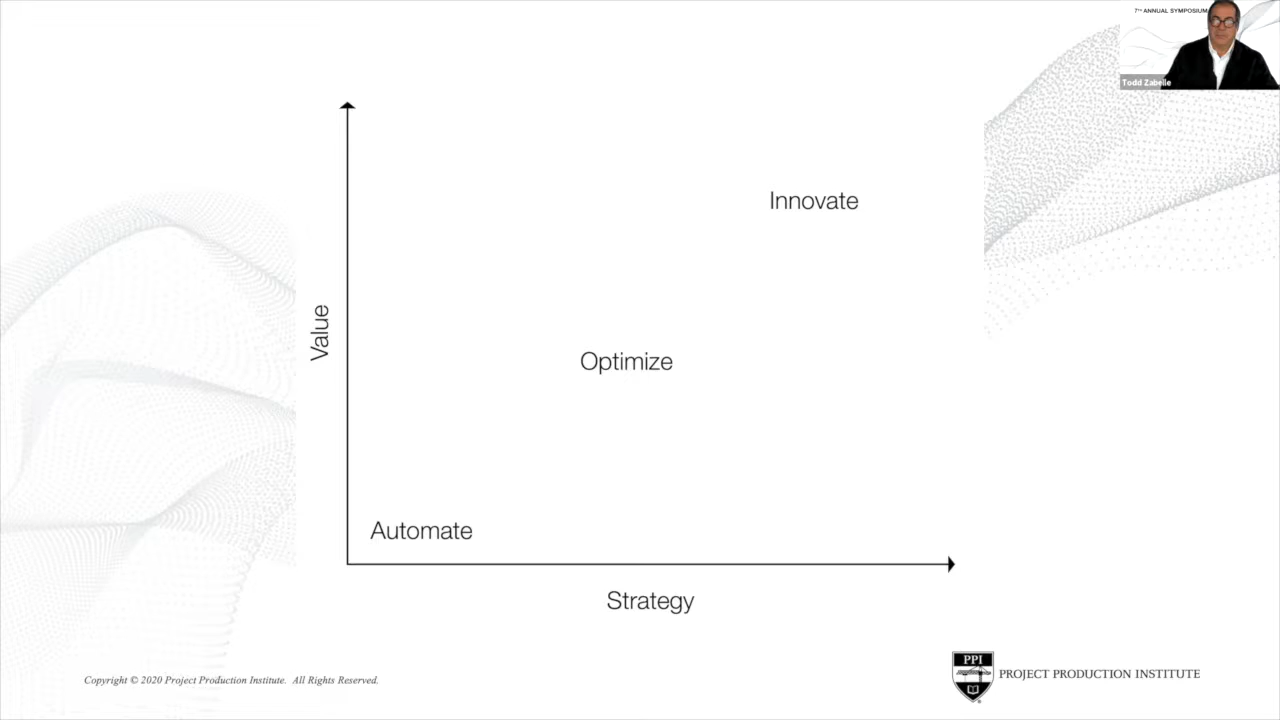 7TH ANNUAL SYMPOSIUM
Todd Zabelle
Innovate
Value
Optimize
Automate
Strategy
PPI
PROJECT PRODUCTION INSTITUTE
Copyright © 2020 Project Production Institute. All Rights Reserved.